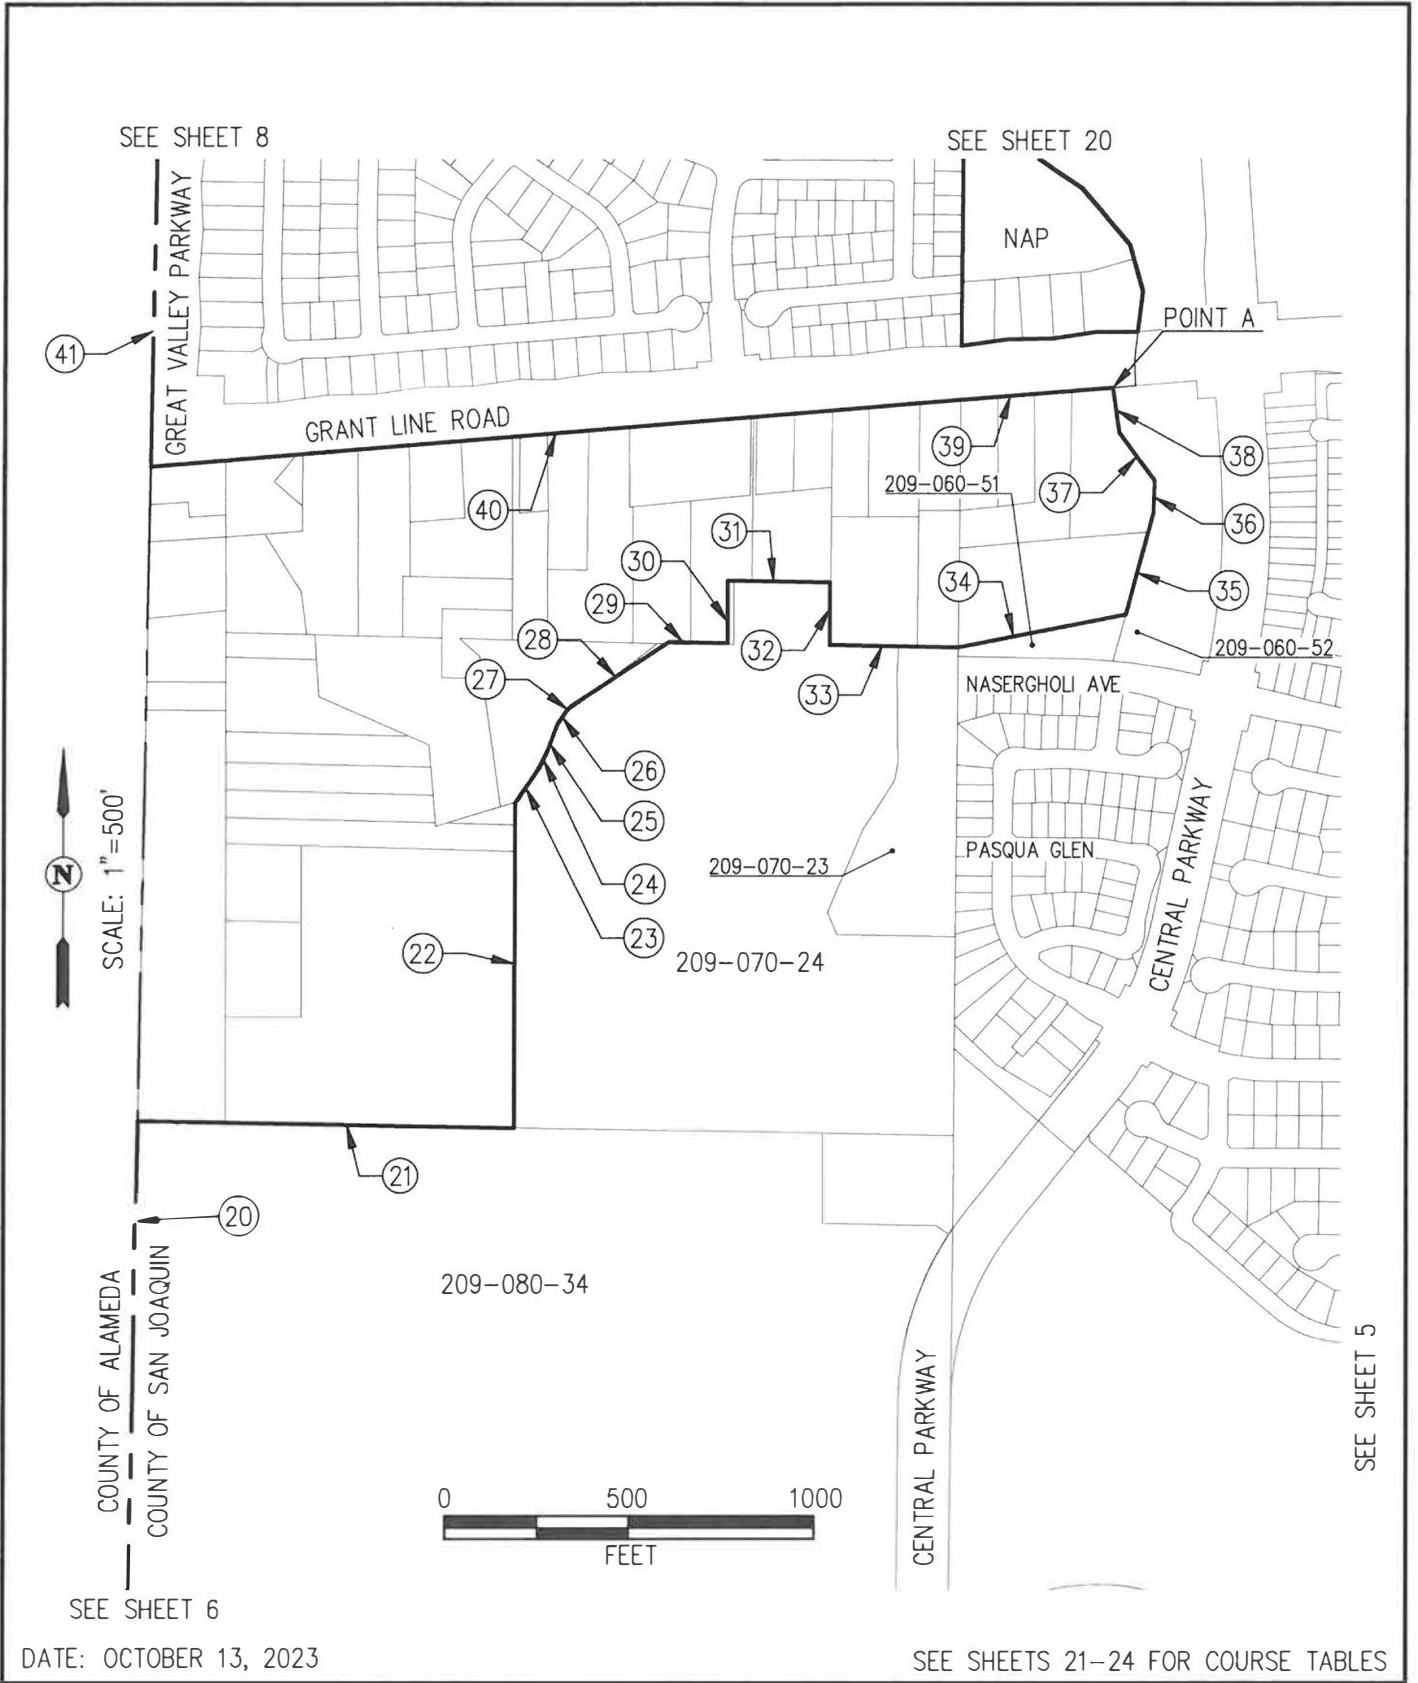 SEE SHEET 8
SEE SHEET 20
GREAT VALLEY PARKWAY
NAP
POINT A
41
GRANT LINE ROAD
39
38
209-060-51
37
40
36
31
30
34
29
35
28
32
209-060-52
27
33
NASERGHOLI AVE
26
25
SCALE: 1"=500'
N
209-070-23
PASQUA GLEN
24
CENTRAL PARKWAY
23
22
209-070-24
21
20
COUNTY OF ALAMEDA
COUNTY OF SAN JOAQUIN
209-080-34
SEE SHEET 5
CENTRAL PARKWAY
0 500 1000
FEET
SEE SHEET 6
DATE: OCTOBER 13, 2023
SEE SHEETS 21-24 FOR COURSE TABLES